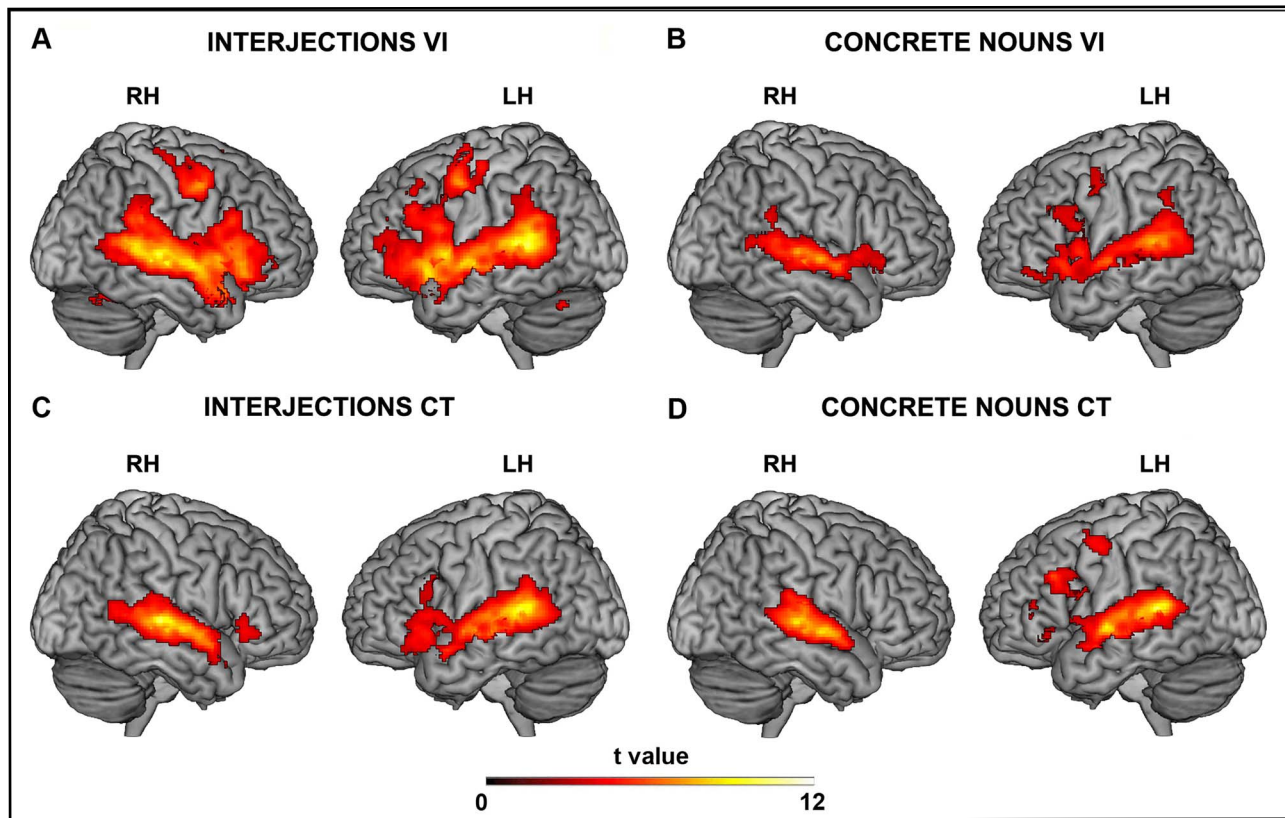 A INTERJECTIONS VI
RH LH
B CONCRETE NOUNS VI
RH LH
C INTERJECTIONS CT
RH LH
D CONCRETE NOUNS CT
RH LH
t value
0 12